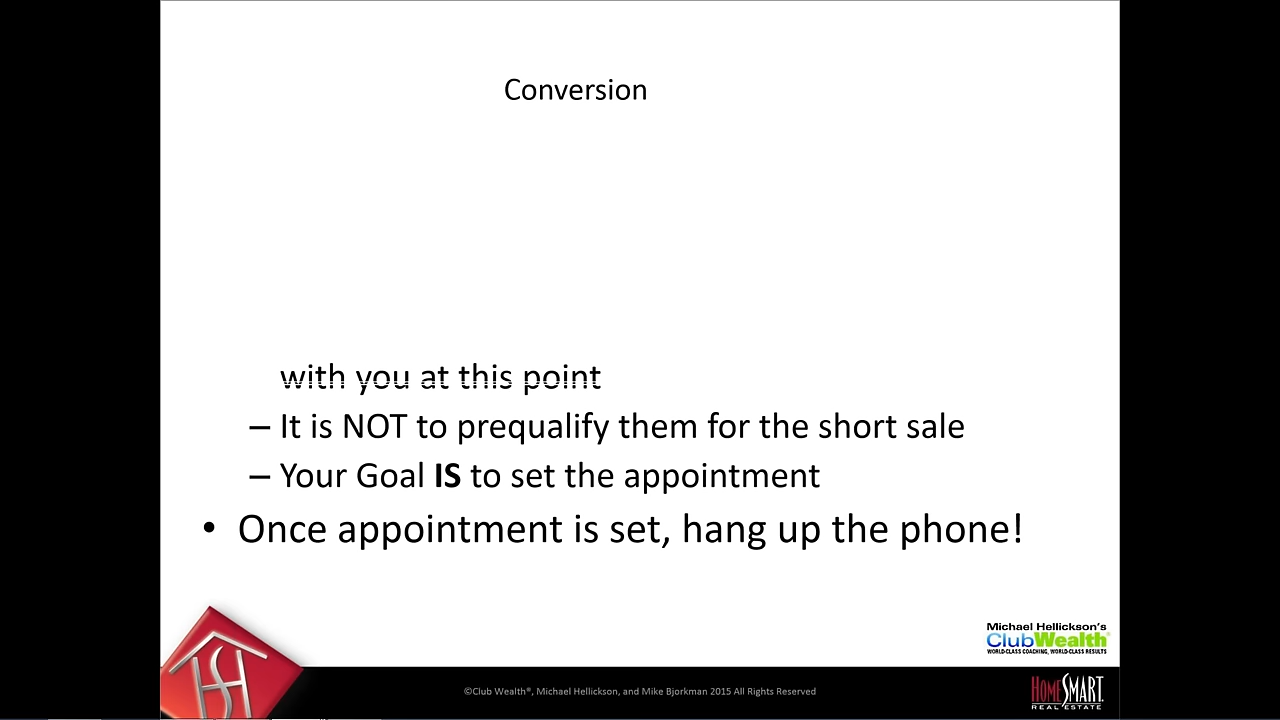 Conversion
with you at this point
– It is NOT to prequalify them for the short sale
– Your Goal IS to set the appointment
• Once appointment is set, hang up the phone!
Michael Hellickson's
ClubWealth®
WORLD-CLASS COACHING, WORLD-CLASS RESULTS
©Club Wealth®, Michael Hellickson, and Mike Bjorkman 2015 All Rights Reserved
HOMESMART
REAL ESTATE